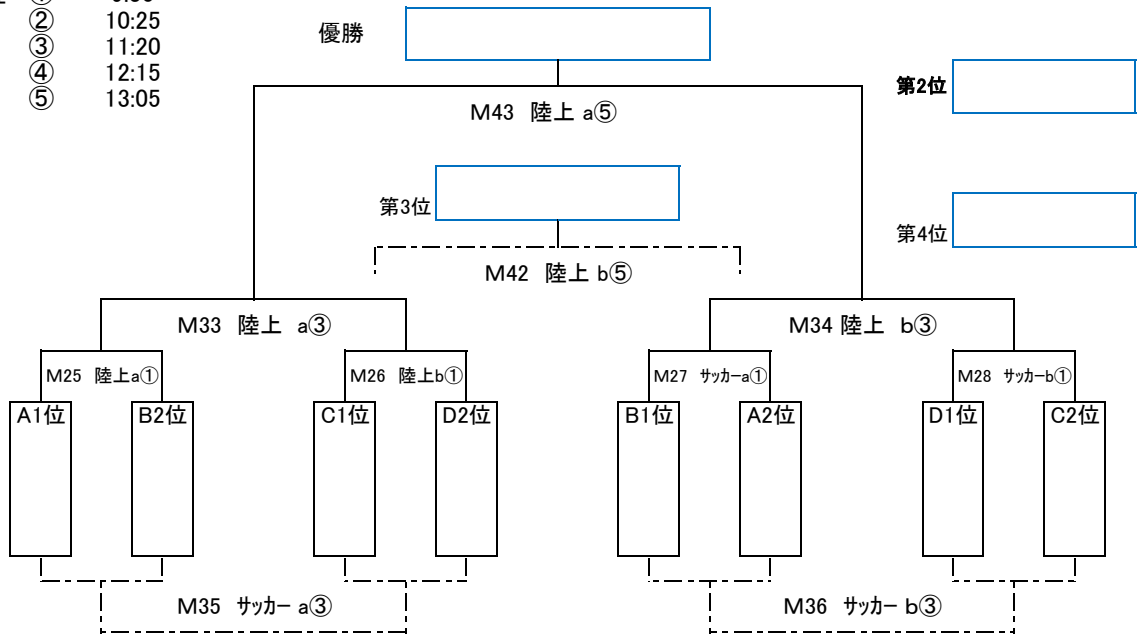 ② 10:25
③ 11:20
④ 12:15
⑤ 13:05
優勝
第2位
M43 陸上 a⑤
第3位
第4位
M42 陸上 b⑤
M33 陸上 a③
M34 陸上 b③
M25 陸上a①
M26 陸上b①
M27 サッカーa①
M28 サッカーb①
A1位
B2位
C1位
D2位
B1位
A2位
D1位
C2位
M35 サッカー a③
M36 サッカー b③